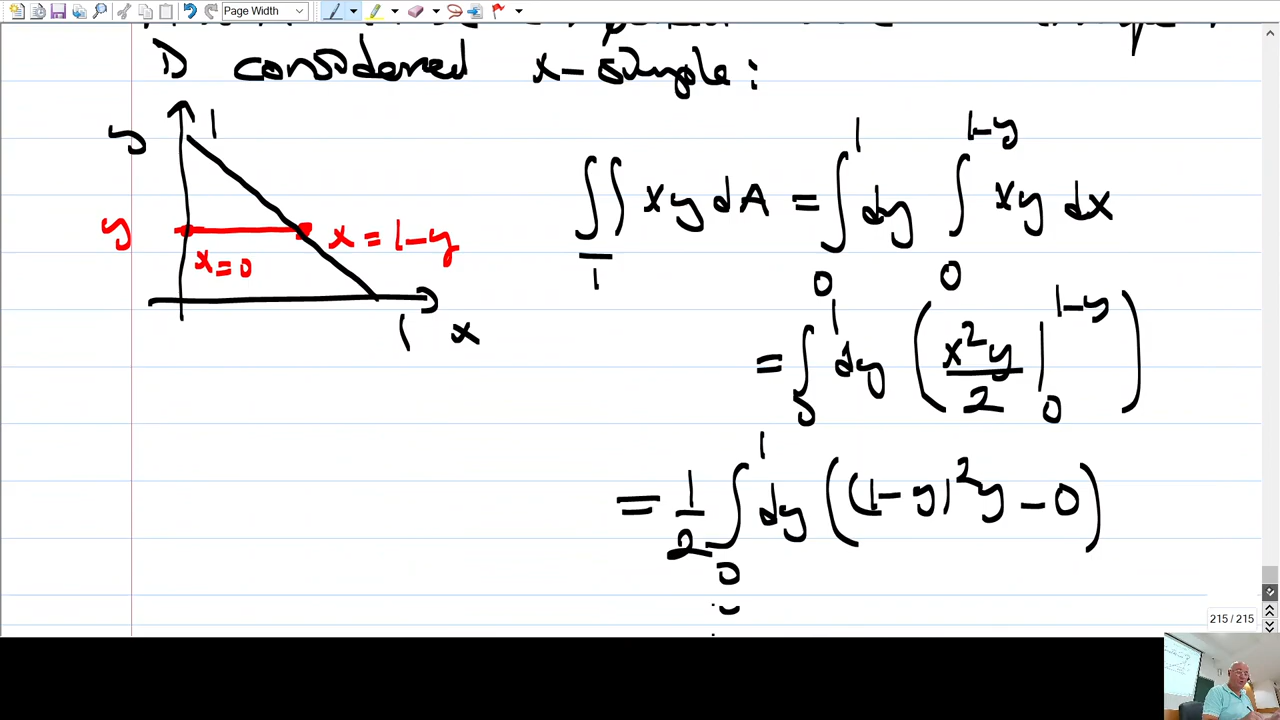 Page Width
D considered x-simple:
y 1
∬ xy dA = ∫₀¹ dy ∫₀^{1-y} xy dx
y x=0 x = 1-y
1 x
= ∫₀¹ dy ( x²y/2 |₀^{1-y} )
= 1/2 ∫₀¹ dy ((1-y)²y - 0)
215 / 215